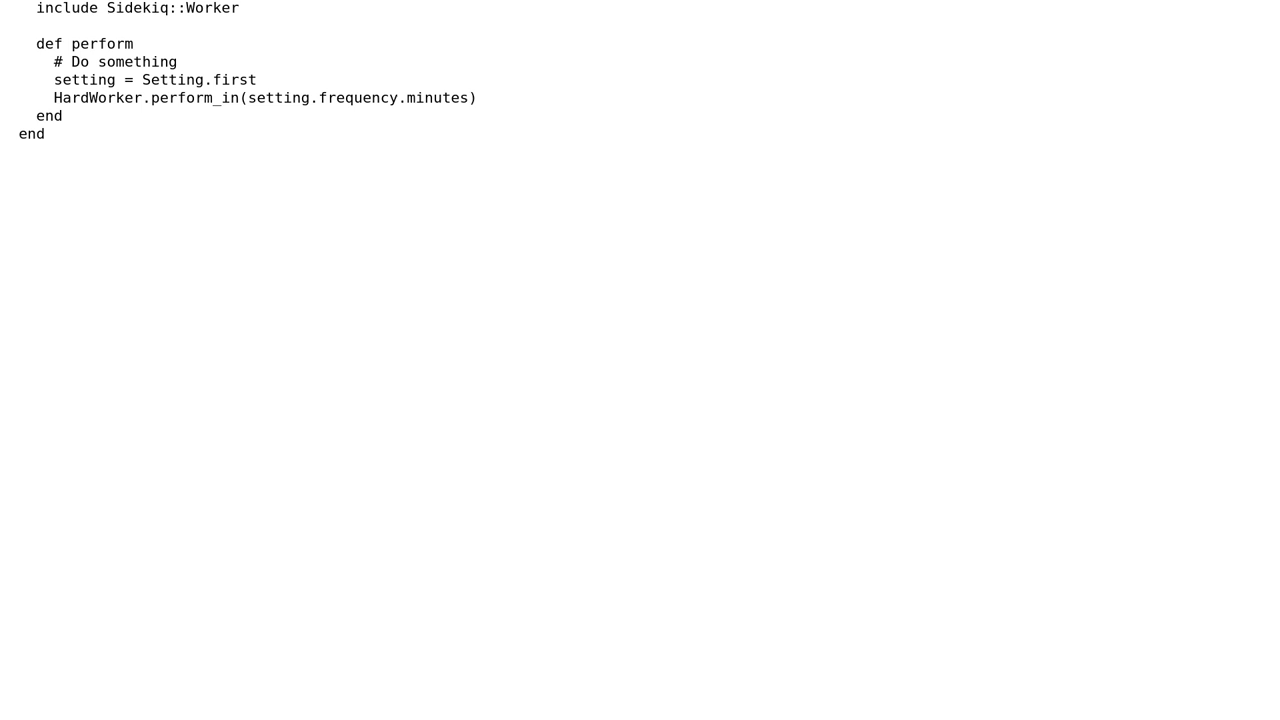 include Sidekiq::Worker

  def perform
    # Do something
    setting = Setting.first
    HardWorker.perform_in(setting.frequency.minutes)
  end
end